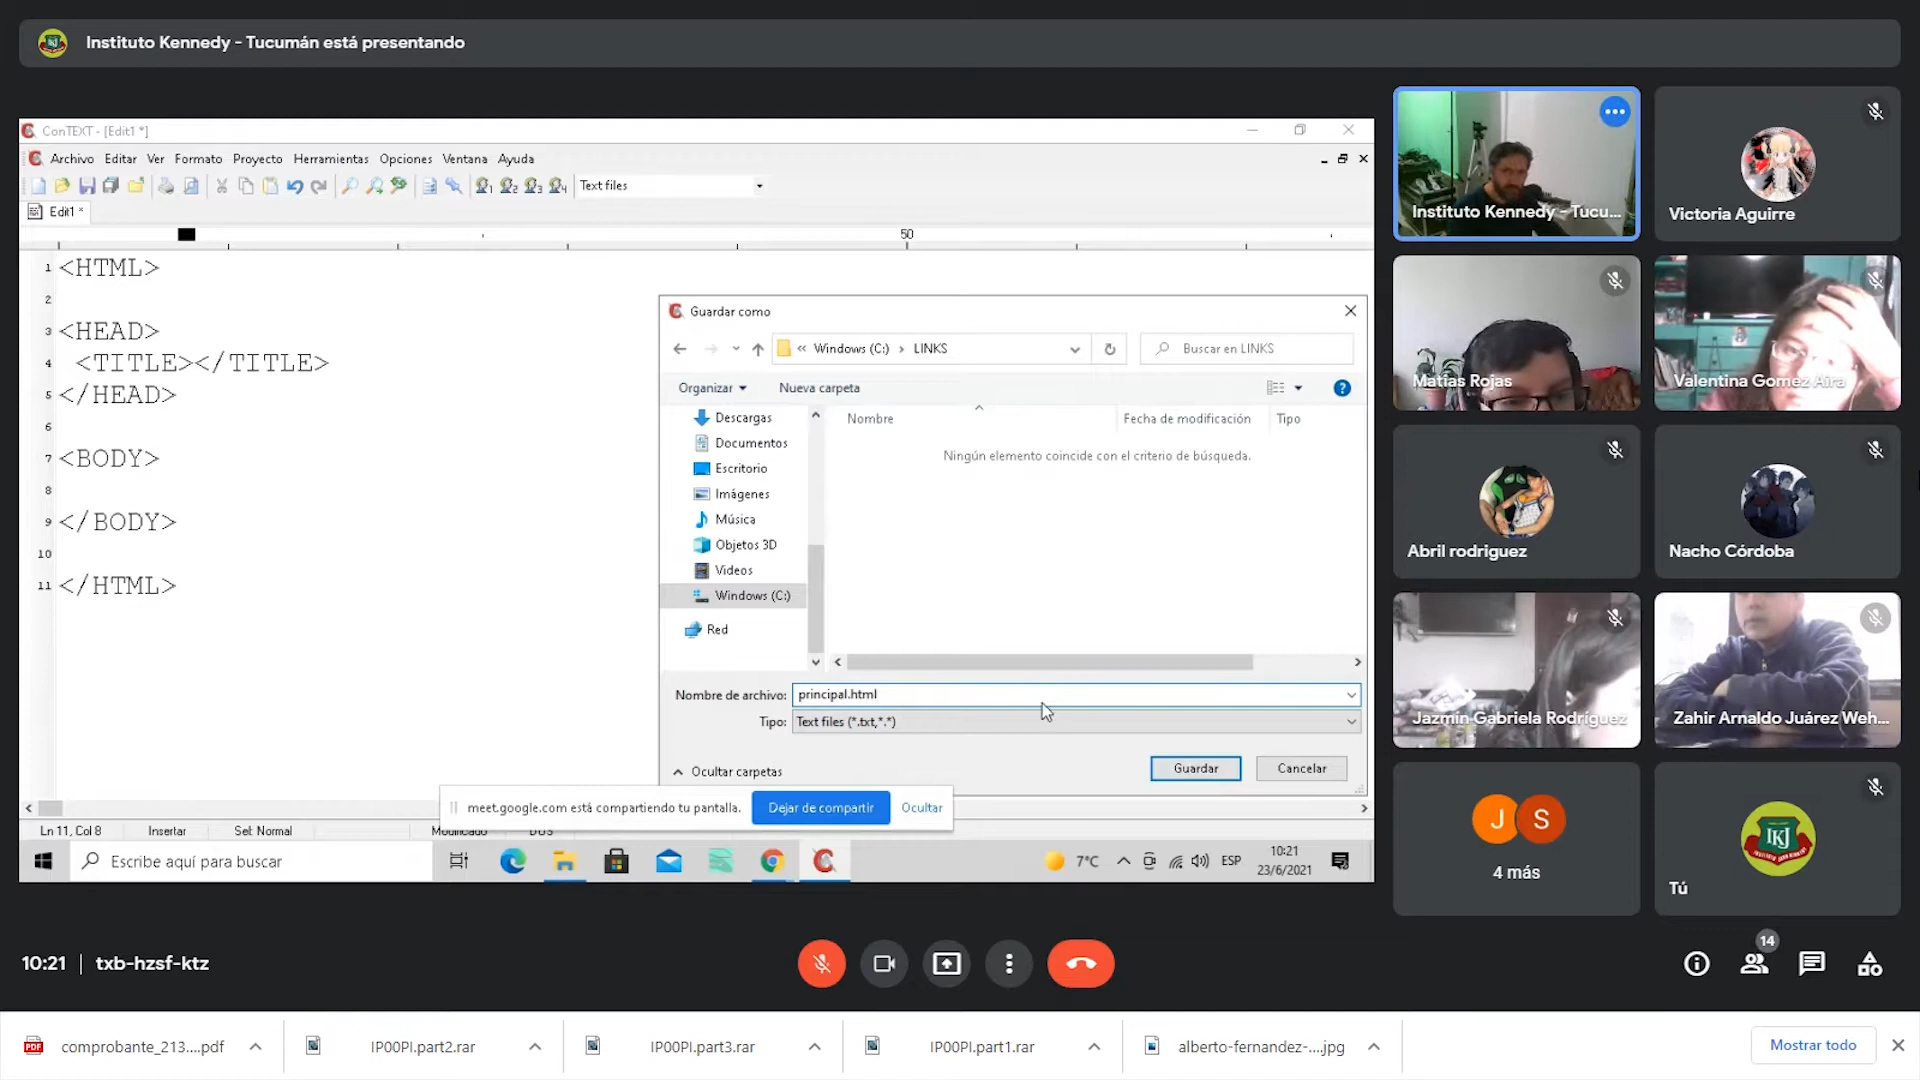 Instituto Kennedy - Tucumán está presentando
ConTEXT - [Edit1 *]
Archivo Editar Ver Formato Proyecto Herramientas Opciones Ventana Ayuda
Text files
Edit1 *
50
1 <HTML>
2
3 <HEAD>
4 <TITLE></TITLE>
5 </HEAD>
6
7 <BODY>
8
9 </BODY>
10
11 </HTML>
Guardar como
« Windows (C:) › LINKS
Buscar en LINKS
Organizar
Nueva carpeta
Descargas
Documentos
Escritorio
Imágenes
Música
Objetos 3D
Videos
Windows (C:)
Red
Nombre
Fecha de modificación
Tipo
Ningún elemento coincide con el criterio de búsqueda.
Nombre de archivo: principal.html
Tipo: Text files (*.txt,*.*)
Ocultar carpetas
Guardar
Cancelar
meet.google.com está compartiendo tu pantalla.
Dejar de compartir
Ocultar
Ln 11, Col 8
Insertar
Sel: Normal
Modificado
DOS
Escribe aquí para buscar
7°C
ESP
10:21
23/6/2021
Instituto Kennedy - Tucu...
Victoria Aguirre
Matías Rojas
Valentina Gomez Aira
Abril rodriguez
Nacho Córdoba
Jazmin Gabriela Rodríguez
Zahir Arnaldo Juárez Weh...
J
S
4 más
IKJ
Tú
10:21 | txb-hzsf-ktz
14
PDF
comprobante_213....pdf
IP00PI.part2.rar
IP00PI.part3.rar
IP00PI.part1.rar
alberto-fernandez-....jpg
Mostrar todo